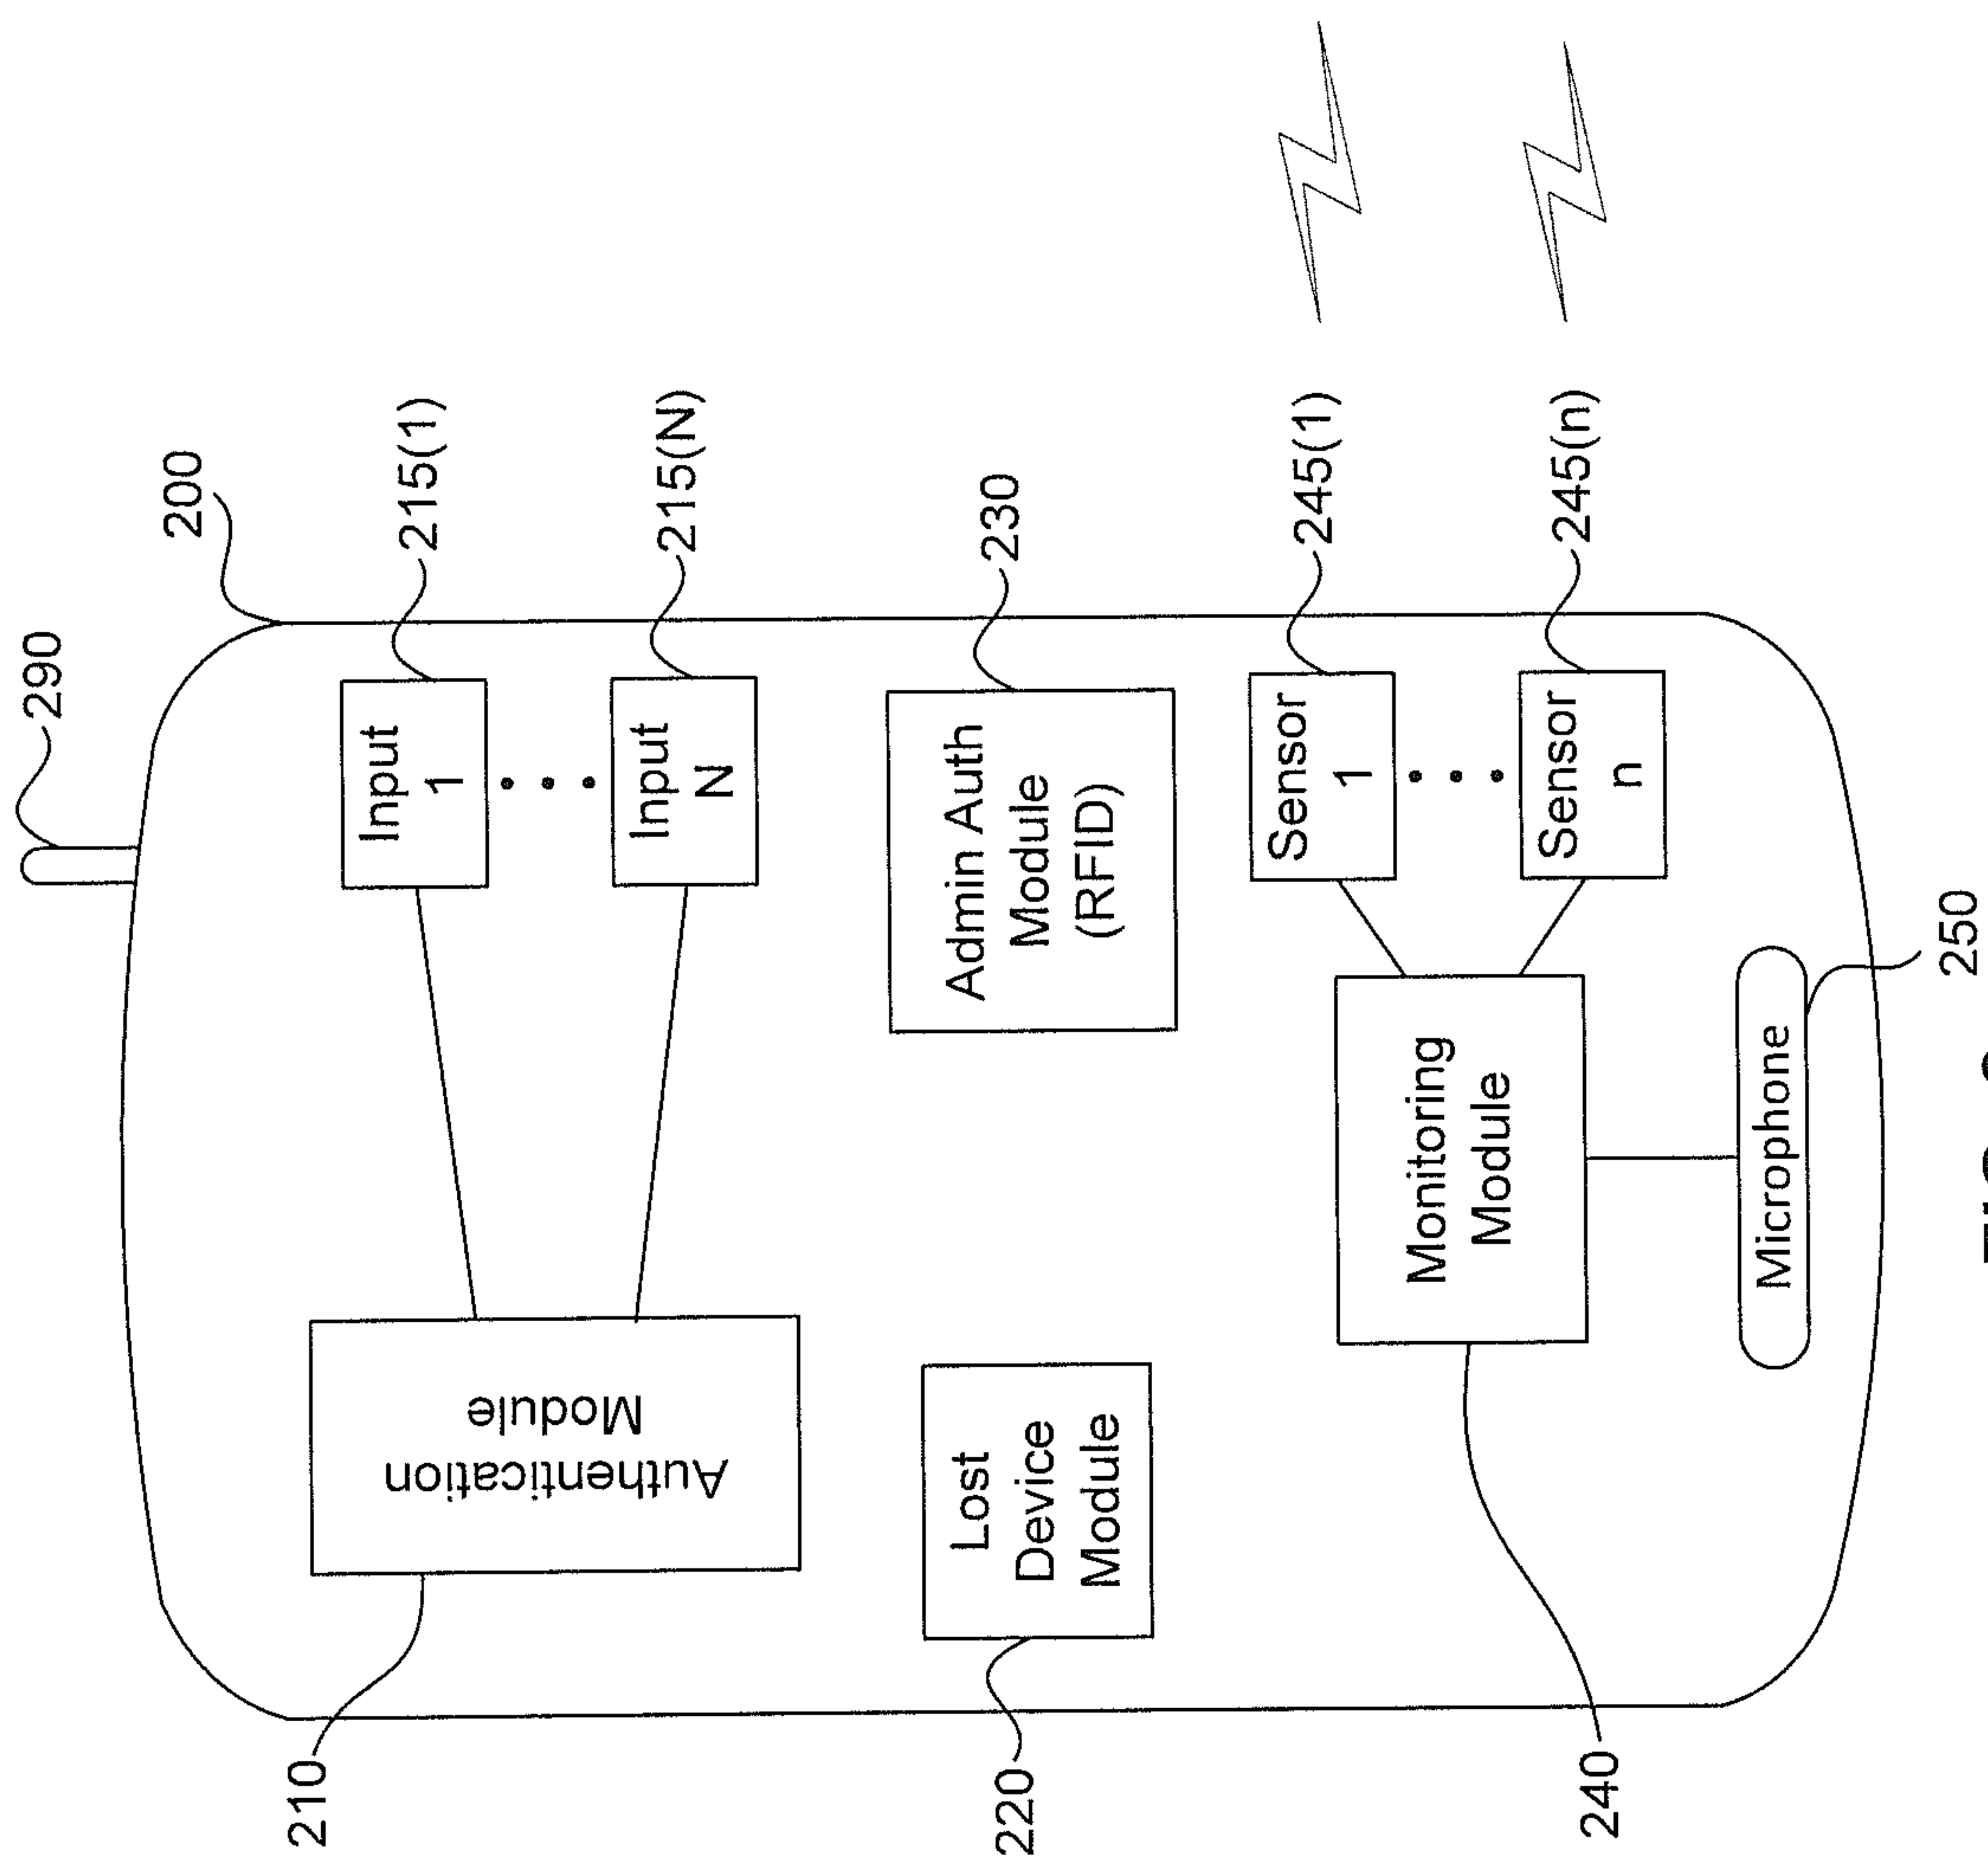 290
200
Input
1
215(1)
Input
N
215(N)
Authentication
Module
210
Admin Auth
Module
(RFID)
230
Lost
Device
Module
220
Sensor
1
245(1)
Sensor
n
245(n)
Monitoring
Module
240
Microphone
250